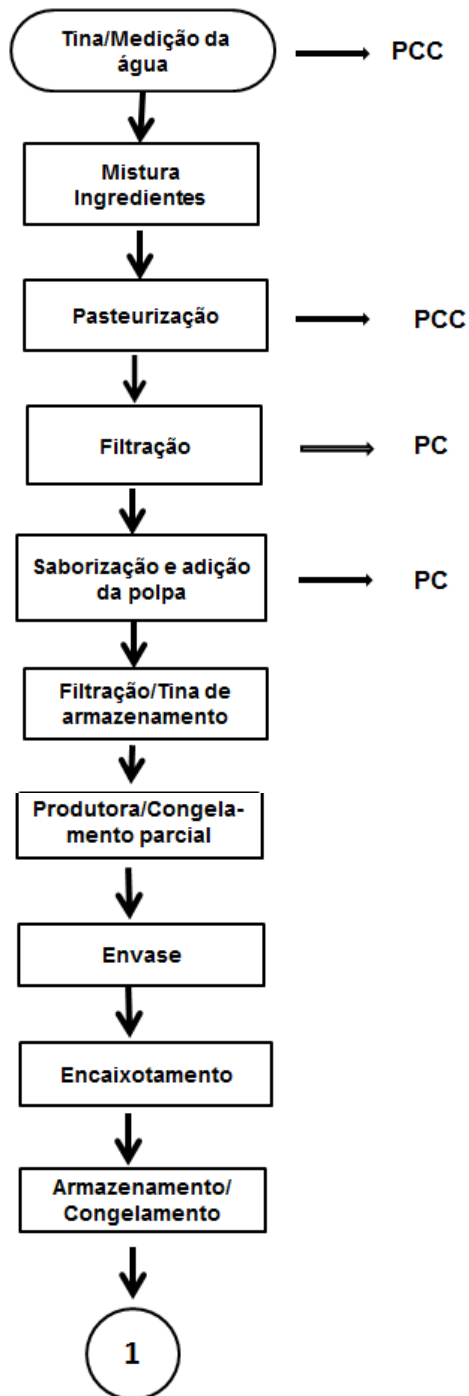 Tina/Medição da
água
PCC
Mistura
Ingredientes
Pasteurização
PCC
Filtração
PC
Saborização e adição
da polpa
PC
Filtração/Tina de
armazenamento
Produtora/Congela-
mento parcial
Envase
Encaixotamento
Armazenamento/
Congelamento
1